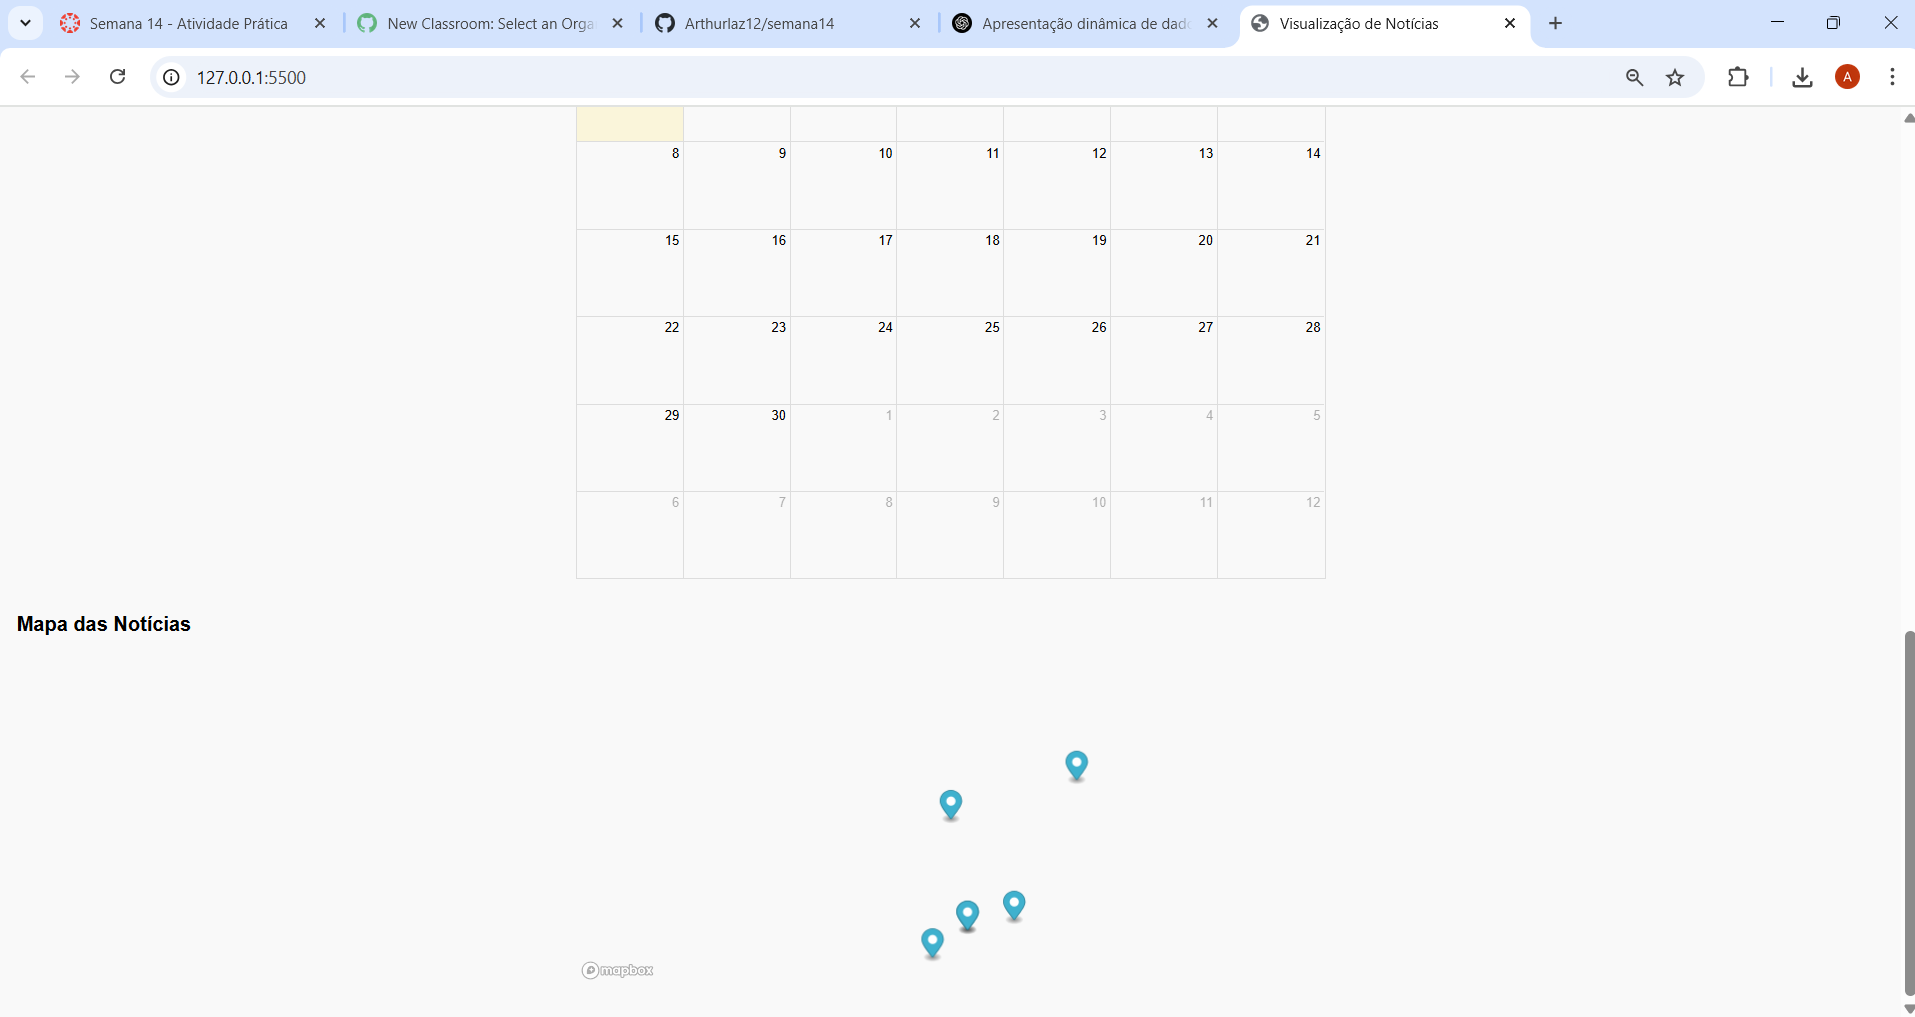 Semana 14 - Atividade Prática
New Classroom: Select an Orga
Arthurlaz12/semana14
Apresentação dinâmica de dado
Visualização de Notícias
127.0.0.1:5500
A
8 9 10 11 12 13 14
15 16 17 18 19 20 21
22 23 24 25 26 27 28
29 30 1 2 3 4 5
6 7 8 9 10 11 12
Mapa das Notícias
mapbox